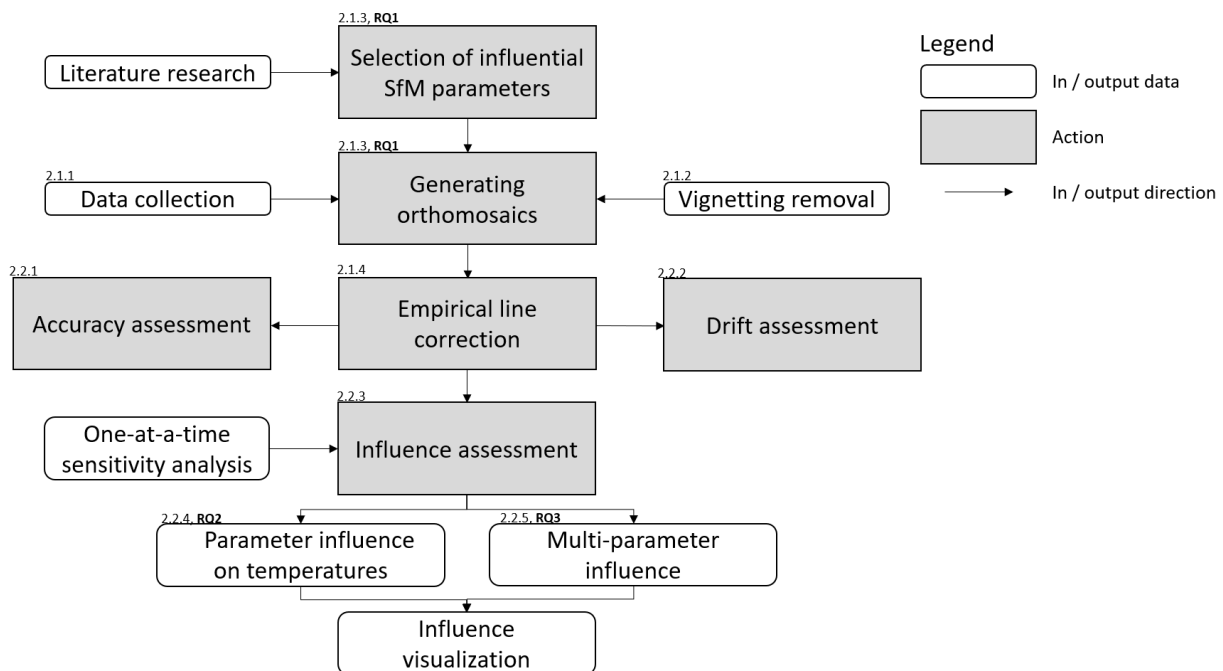 2.1.3, RQ1
Literature research
Selection of influential
SfM parameters
Legend
In / output data
Action
In / output direction
2.1.3, RQ1
2.1.1
Data collection
Generating
orthomosaics
2.1.2
Vignetting removal
2.2.1
Accuracy assessment
2.1.4
Empirical line
correction
2.2.2
Drift assessment
2.2.3
One-at-a-time
sensitivity analysis
Influence assessment
2.2.4, RQ2
Parameter influence
on temperatures
2.2.5, RQ3
Multi-parameter
influence
Influence
visualization